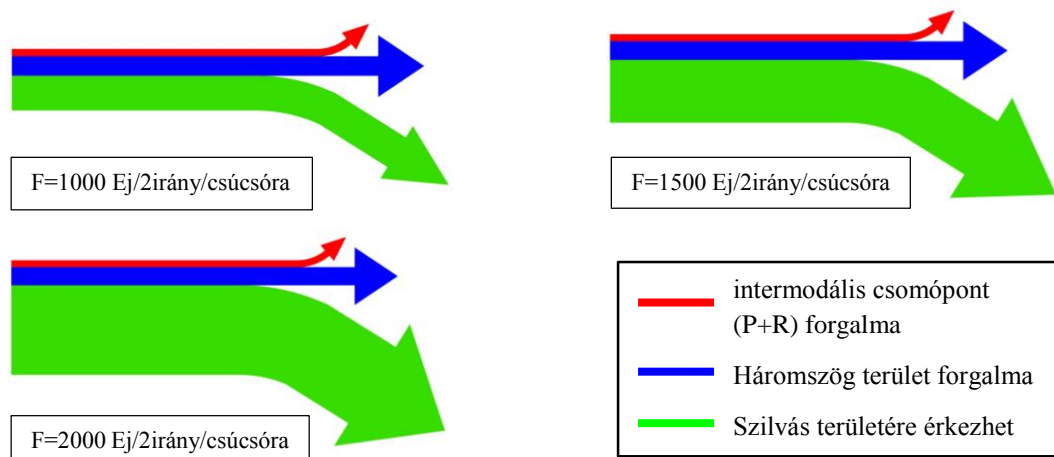 F=1000 Ej/2irány/csúcsóra
F=1500 Ej/2irány/csúcsóra
F=2000 Ej/2irány/csúcsóra
intermodális csomópont
(P+R) forgalma
Háromszög terület forgalma
Szilvás területére érkezhet